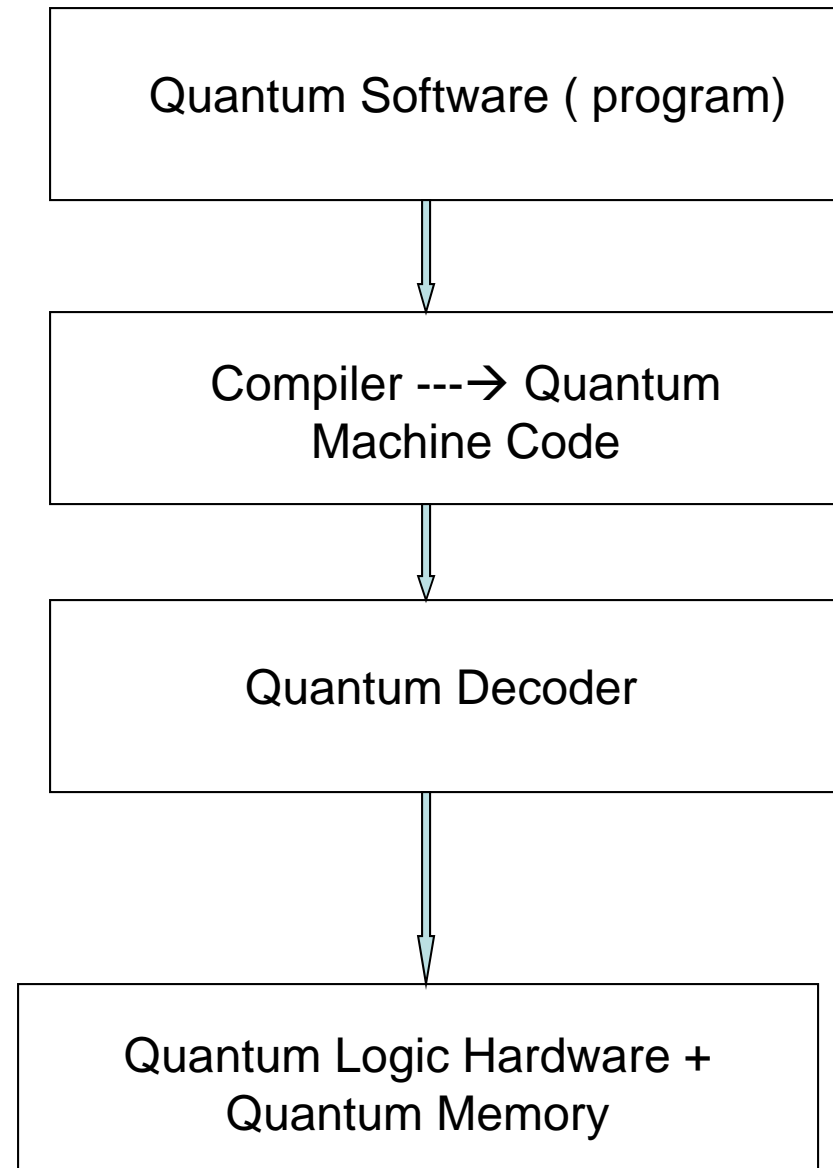 Quantum Software ( program)
Compiler ---→ Quantum
Machine Code
Quantum Decoder
Quantum Logic Hardware +
Quantum Memory